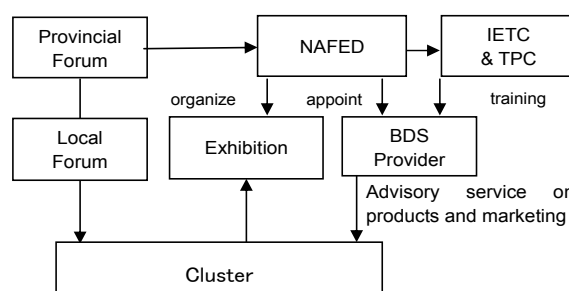 Provincial
Forum
NAFED
IETC
& TPC
organize
appoint
training
Local
Forum
Exhibition
BDS
Provider
Advisory service on
products and marketing
Cluster